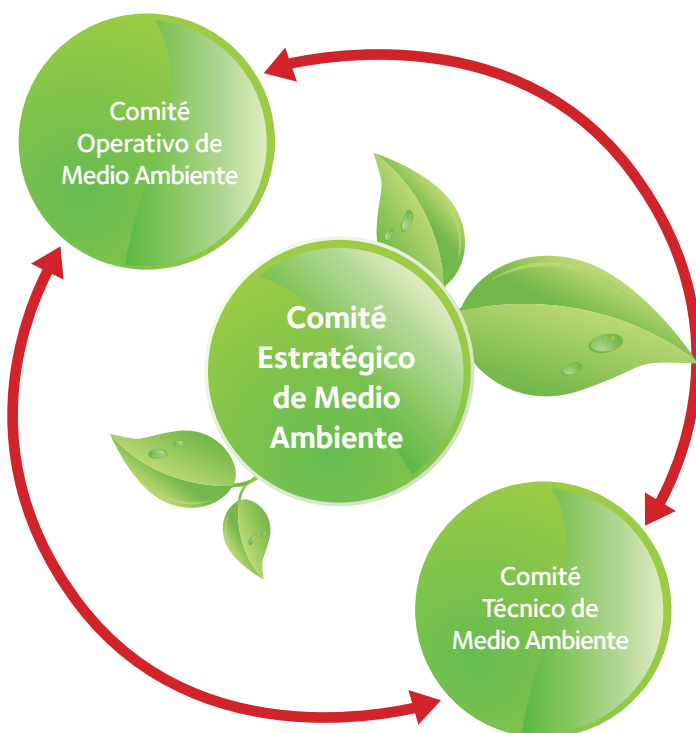 Comité
Operativo de
Medio Ambiente
Comité
Estratégico
de Medio
Ambiente
Comité
Técnico de
Medio Ambiente